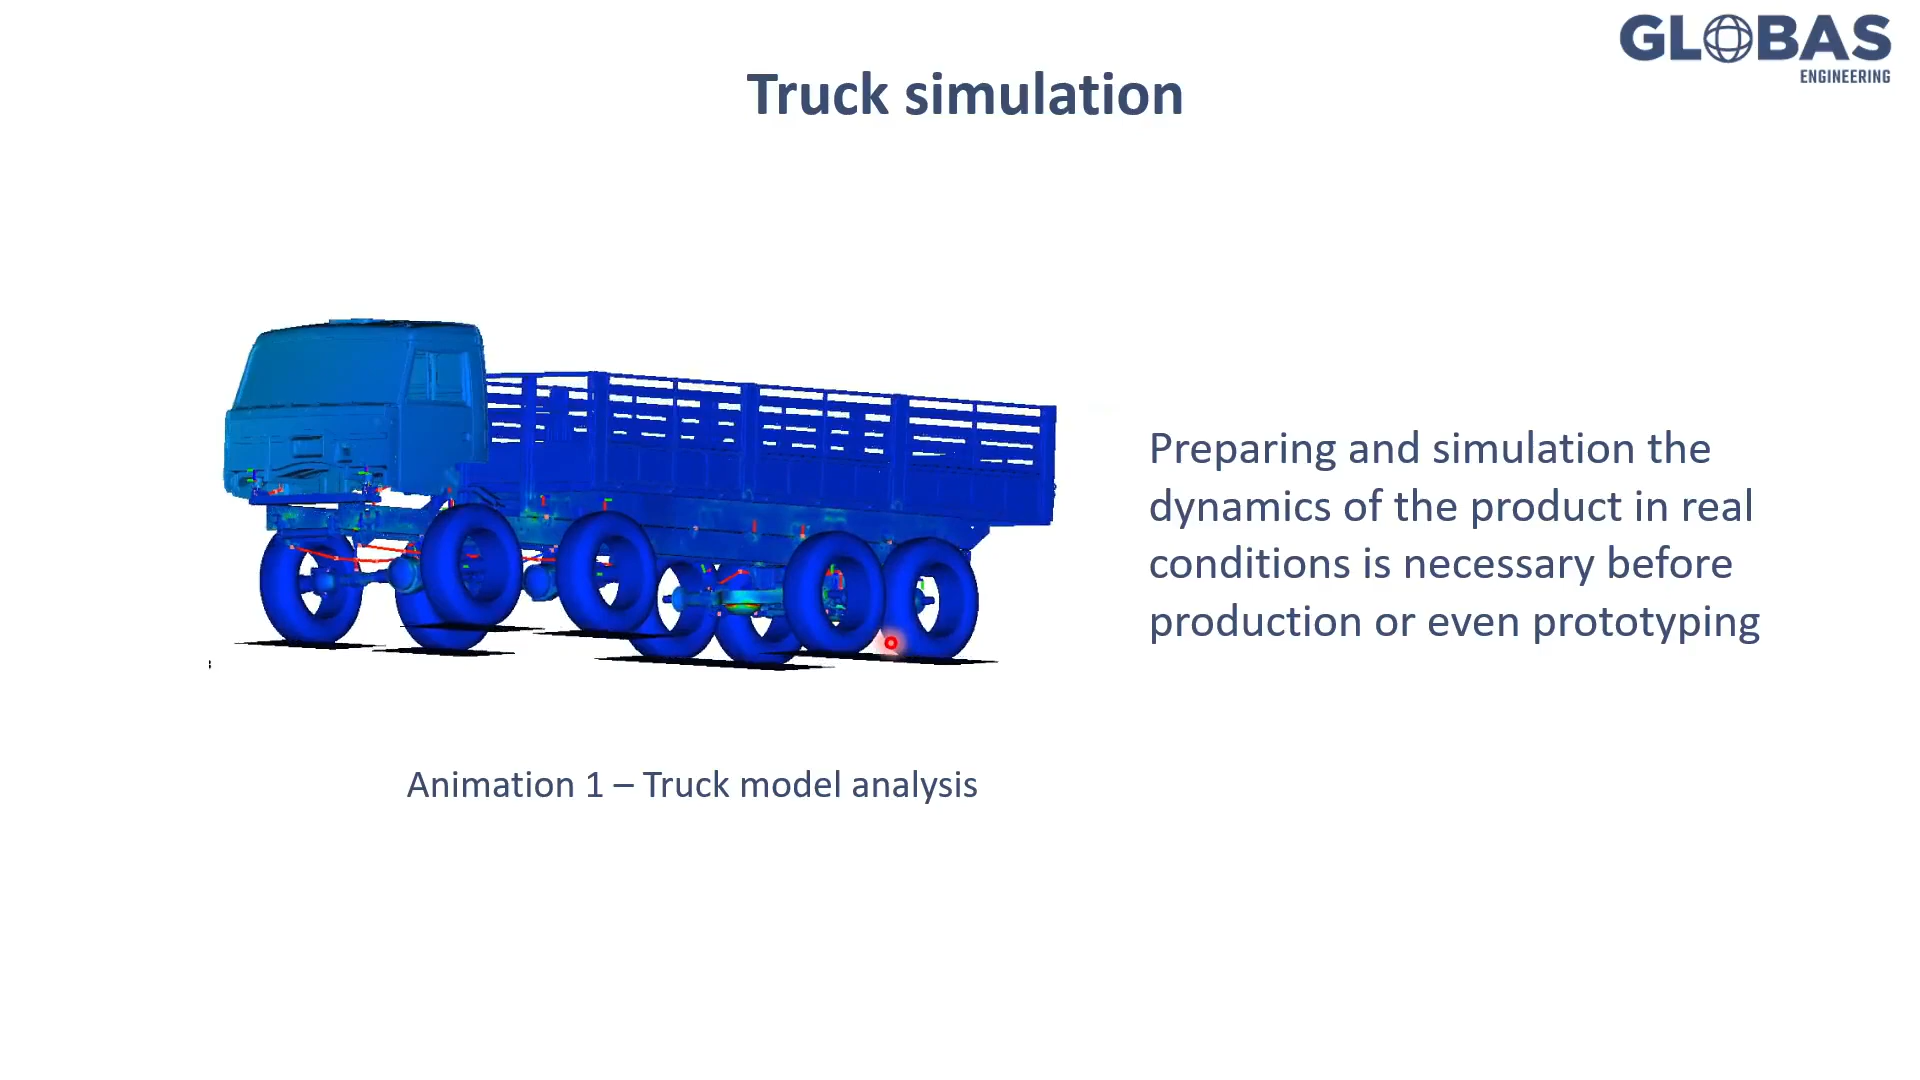 GLOBAS
ENGINEERING
Truck simulation
Preparing and simulation the
dynamics of the product in real
conditions is necessary before
production or even prototyping
Animation 1 – Truck model analysis